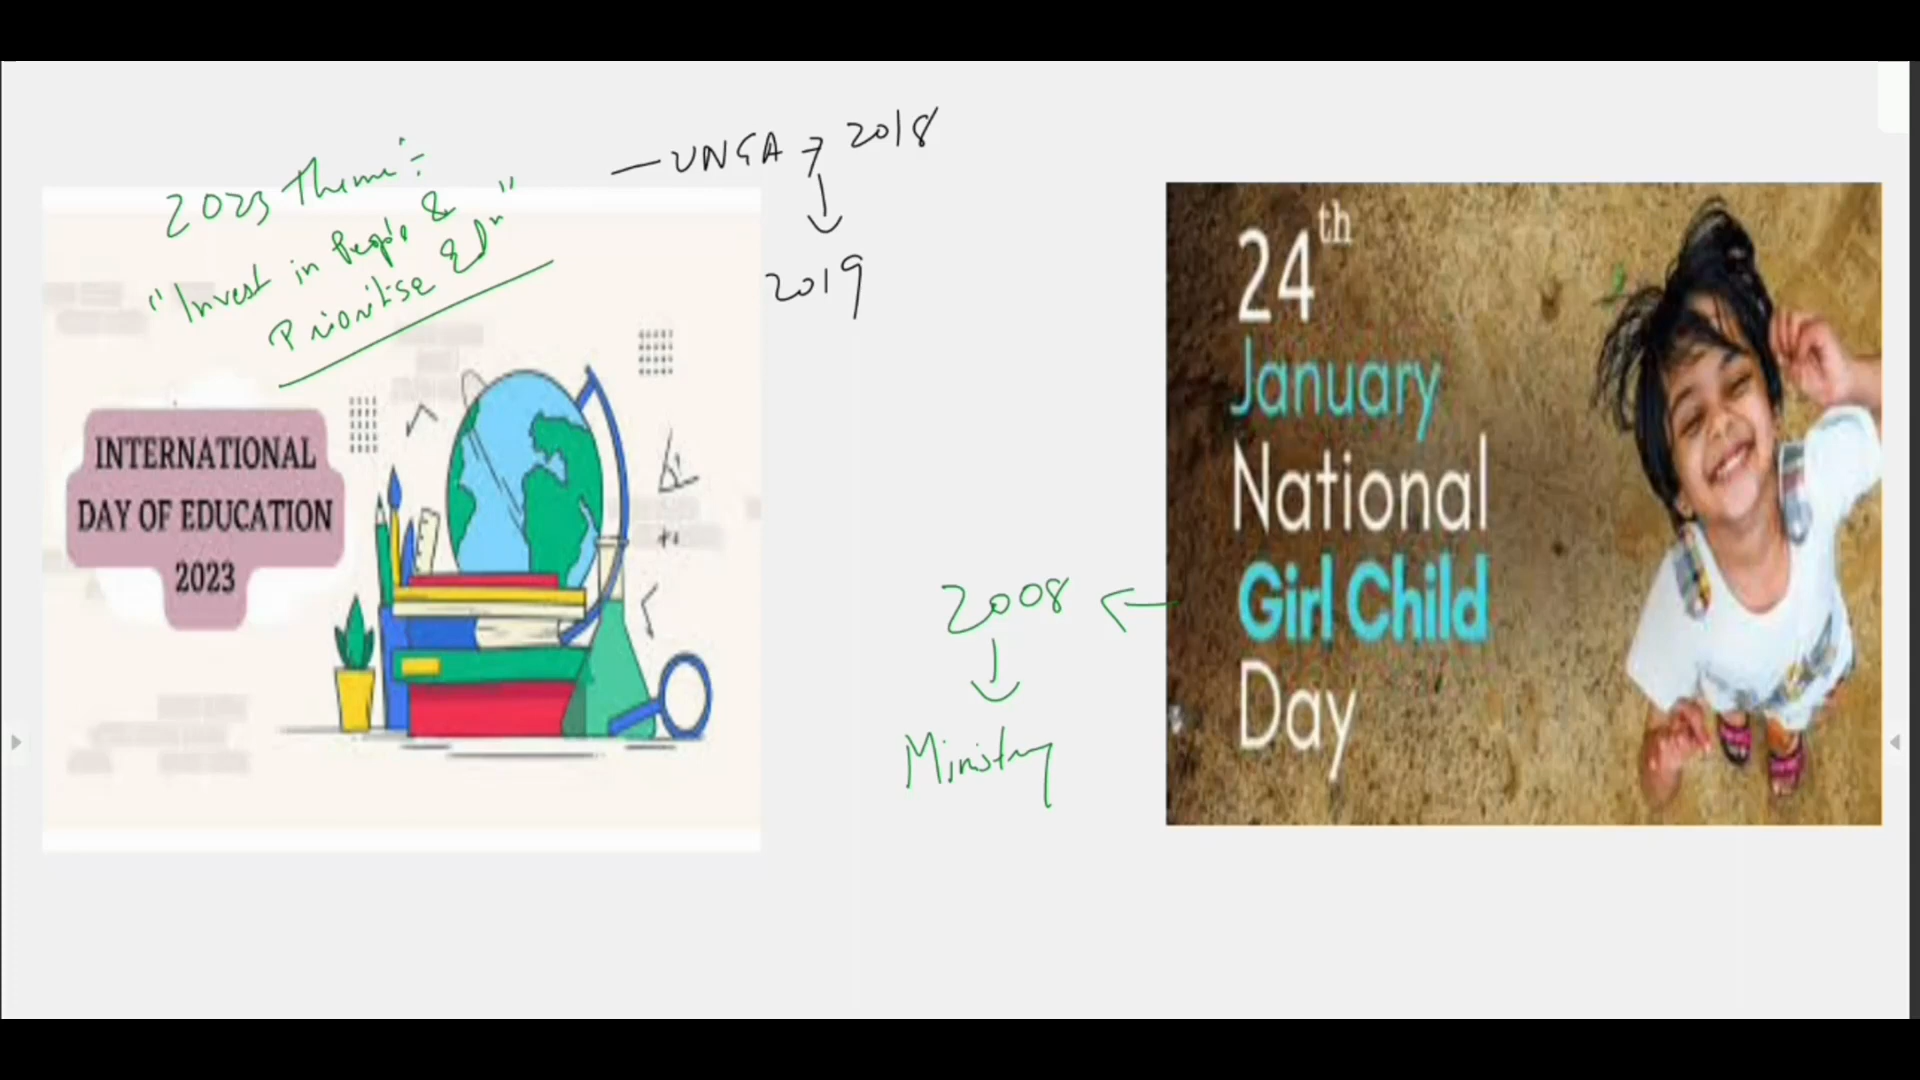 2023 Theme :-
"Invest in People &
Prioritise Edn"
— UNGA → 2018
↓
2019
INTERNATIONAL
DAY OF EDUCATION
2023
24th
January
National
Girl Child
Day
2008 ←
↓
Ministry